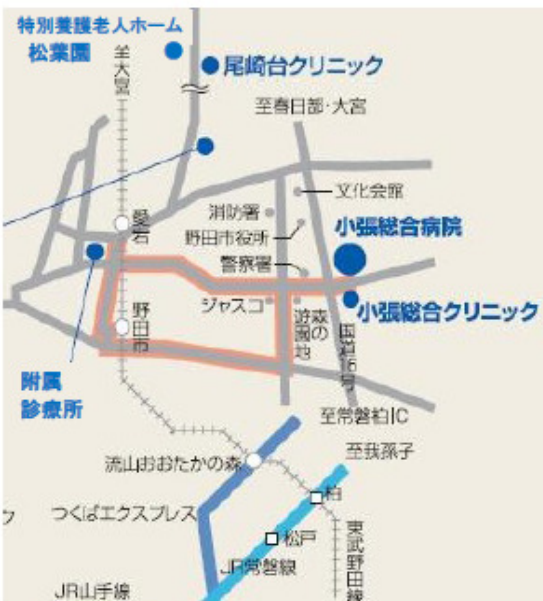 特別養護老人ホーム
松葉園
至大宮
尾崎台クリニック
至春日部・大宮
文化会館
消防署
愛宕
野田市役所
小張総合病院
警察署
ジャスコ
森の
遊園地
小張総合クリニック
野田市
国道16号
附属
診療所
至常磐柏IC
至我孫子
流山おおたかの森
柏
つくばエクスプレス
松戸
東武野田線
JR常磐線
JR山手線